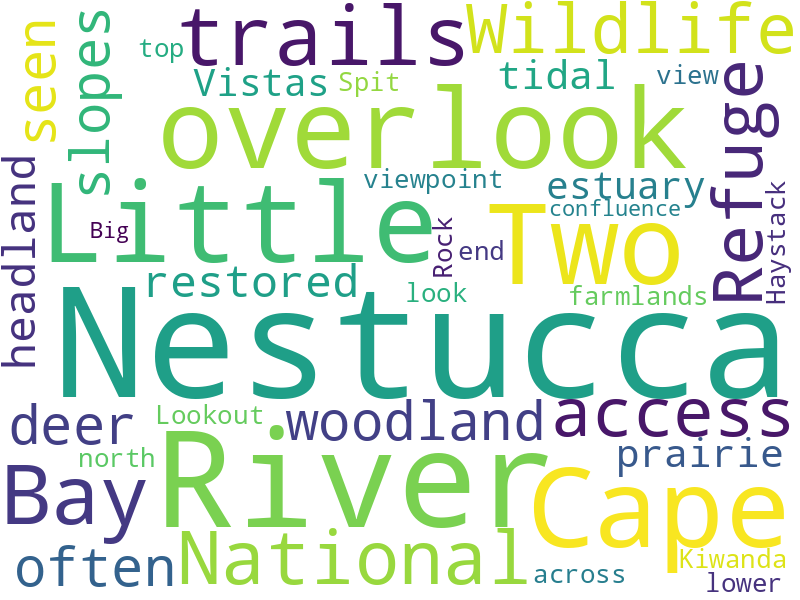 top trails Wildlife
seen slopes Vistas Spit tidal view
overlook Refuge
viewpoint estuary
Little Two confluence
Big Rock end Haystack
headland restored look farmlands
Nestucca
deer Lookout woodland access
north River prairie
Bay Cape
often National Kiwanda
across lower